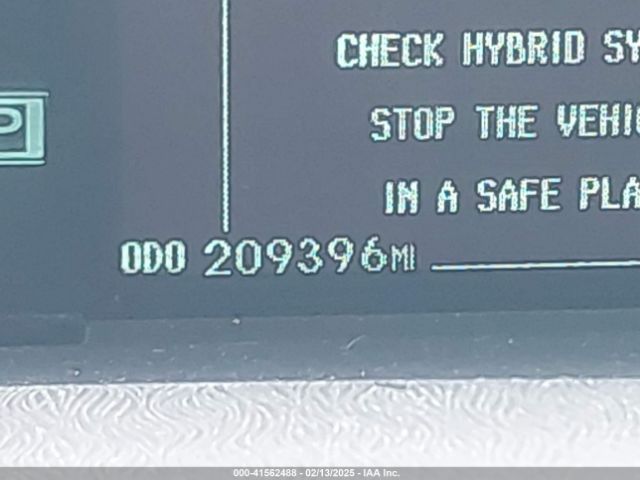 CHECK HYBRID SY
STOP THE VEHIC
IN A SAFE PLA
P
ODO 209396MI
000-41562488 - 02/13/2025 - IAA Inc.